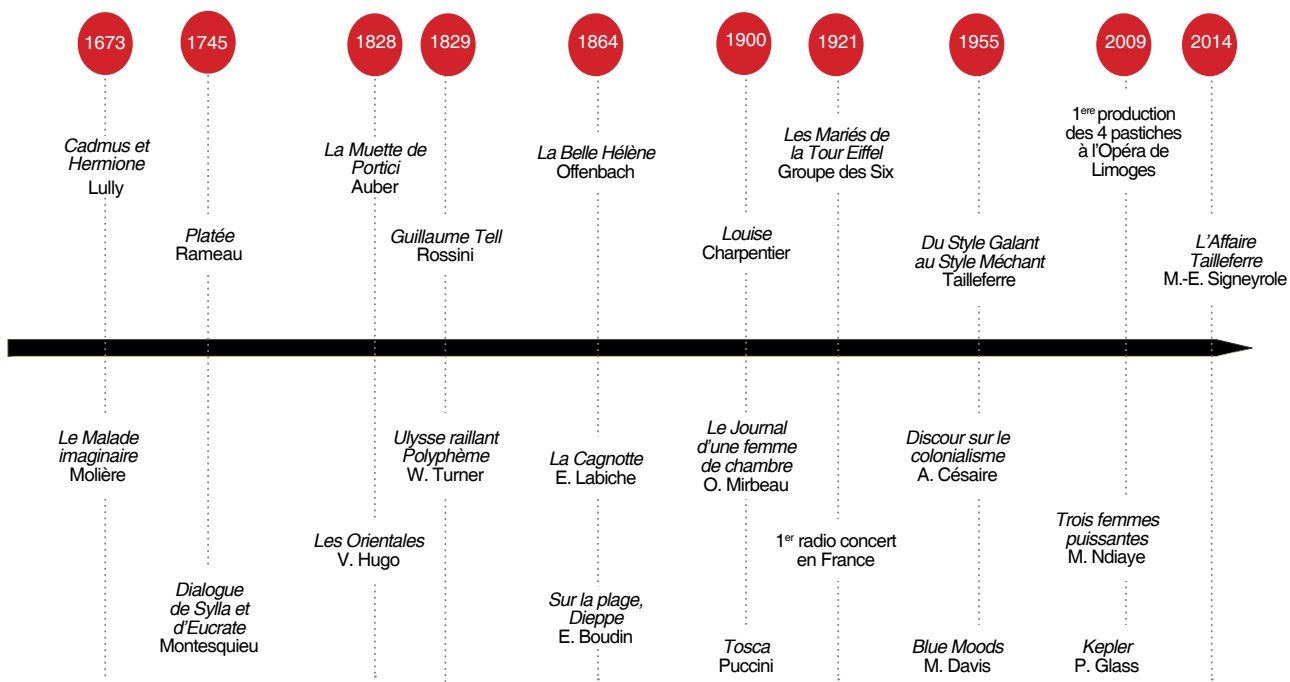 1673
1745
1828
1829
1864
1900
1921
1955
2009
2014
Cadmus et
Hermione
Lully
Platée
Rameau
La Muette de
Portici
Auber
Guillaume Tell
Rossini
La Belle Hélène
Offenbach
Louise
Charpentier
Les Mariés de
la Tour Eiffel
Groupe des Six
Du Style Galant
au Style Méchant
Tailleferre
1ere production
des 4 pastiches
à l'Opéra de
Limoges
L'Affaire
Tailleferre
M.-E. Signeyrole
Le Malade
imaginaire
Molière
Dialogue
de Sylla et
d'Eucrate
Montesquieu
Les Orientales
V. Hugo
Ulysse raillant
Polyphème
W. Turner
La Cagnotte
E. Labiche
Sur la plage,
Dieppe
E. Boudin
Le Journal
d'une femme
de chambre
O. Mirbeau
Tosca
Puccini
1er radio concert
en France
Discour sur le
colonialisme
A. Césaire
Blue Moods
M. Davis
Trois femmes
puissantes
M. Ndiaye
Kepler
P. Glass